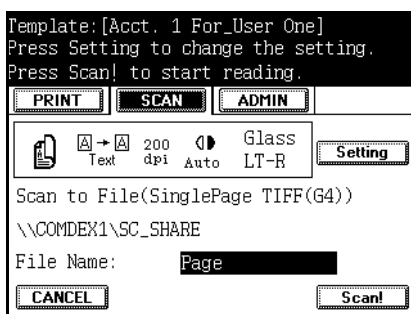 Template:[Acct. 1 For_User One]
Press Setting to change the setting.
Press Scan! to start reading.
PRINT SCAN ADMIN
A → A 200 Glass
Text dpi Auto LT-R Setting
Scan to File(SinglePage TIFF(G4))
\\COMDEX1\SC_SHARE
File Name: Page
CANCEL Scan!